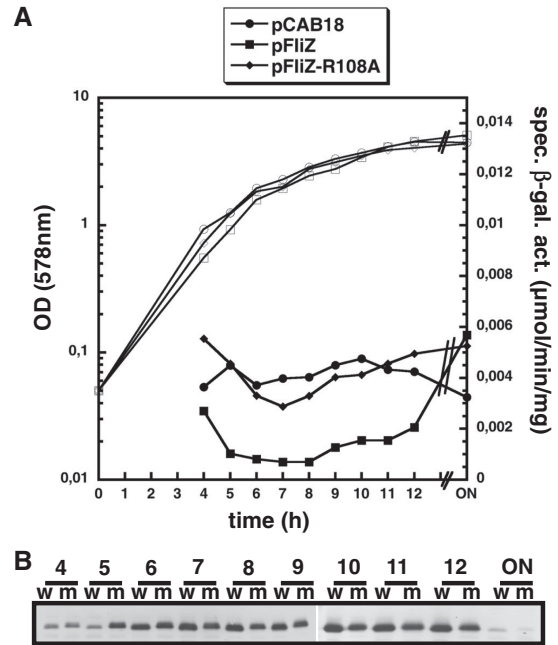 A
pCAB18
pFliZ
pFliZ-R108A
10
1
0,1
0,01
OD (578nm)
0,014
0,012
0,01
0,008
0,006
0,004
0,002
0
spec. β-gal. act. (µmol/min/mg)
0 1 2 3 4 5 6 7 8 9 10 11 12 ON
time (h)
B
4 5 6 7 8 9 10 11 12 ON
w m w m w m w m w m w m w m w m w m w m